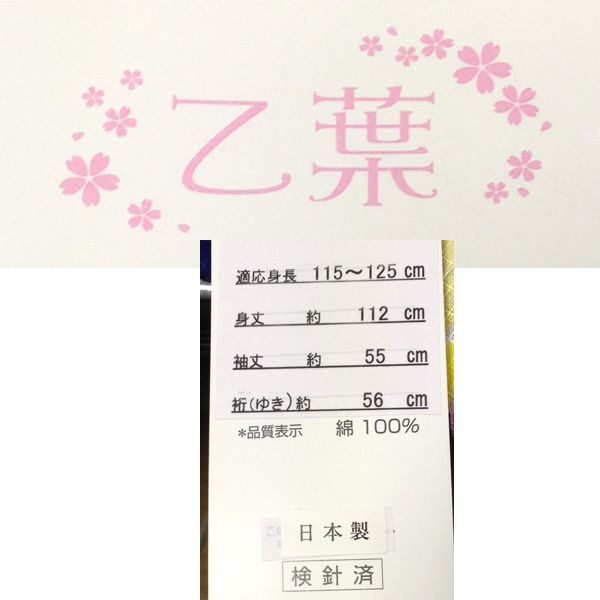 乙葉
適応身長 115～125 cm
身丈 約 112 cm
袖丈 約 55 cm
裄(ゆき)約 56 cm
*品質表示 綿 100%
日本製
検針済